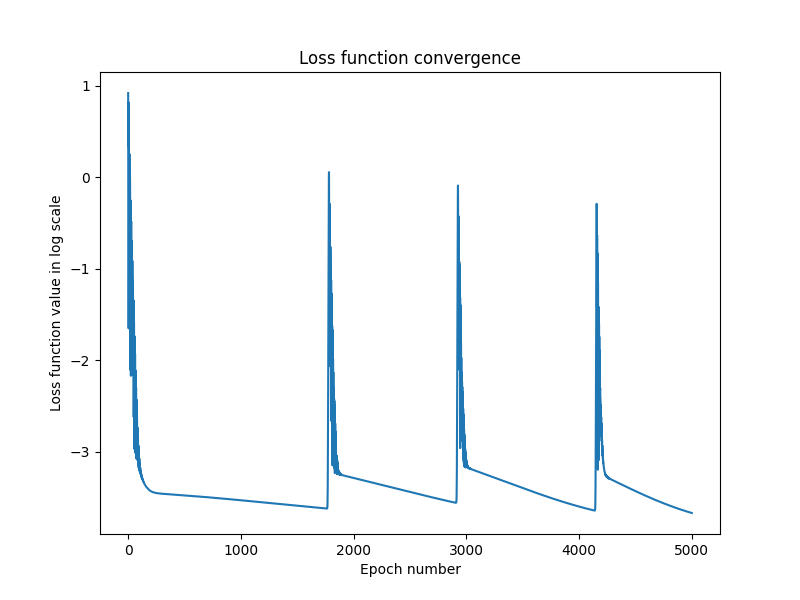 Loss function convergence
Loss function value in log scale
1
0
−1
−2
−3
0 1000 2000 3000 4000 5000
Epoch number